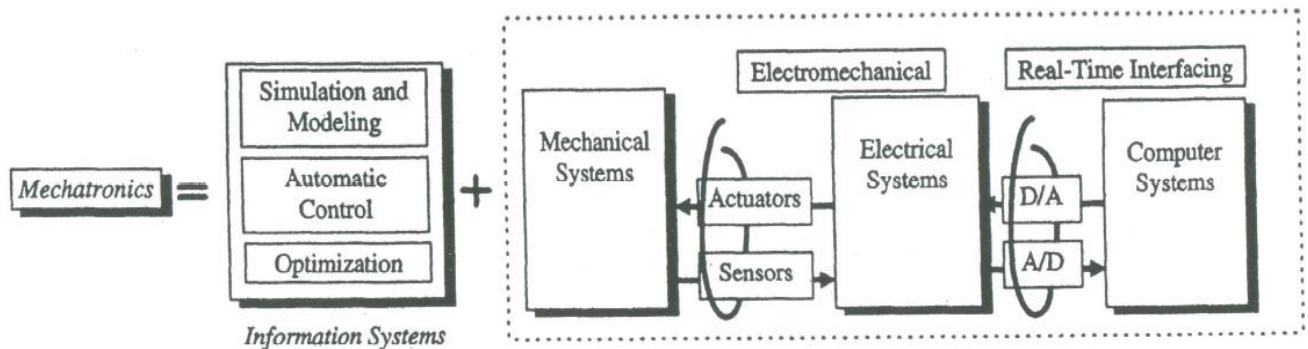 Mechatronics
=
Simulation and
Modeling
Automatic
Control
Optimization
Information Systems
+
Electromechanical
Real-Time Interfacing
Mechanical
Systems
Actuators
Sensors
Electrical
Systems
D/A
A/D
Computer
Systems